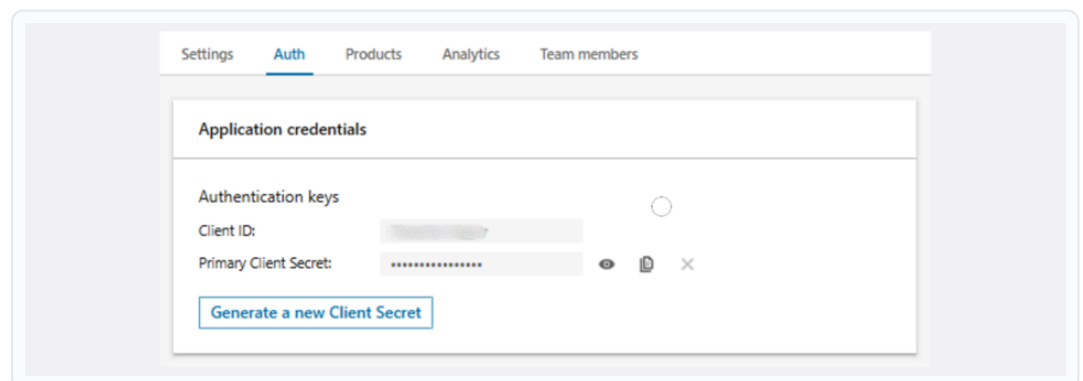 Settings Auth Products Analytics Team members
Application credentials
Authentication keys
Client ID:
Primary Client Secret: ••••••••••••••••
Generate a new Client Secret